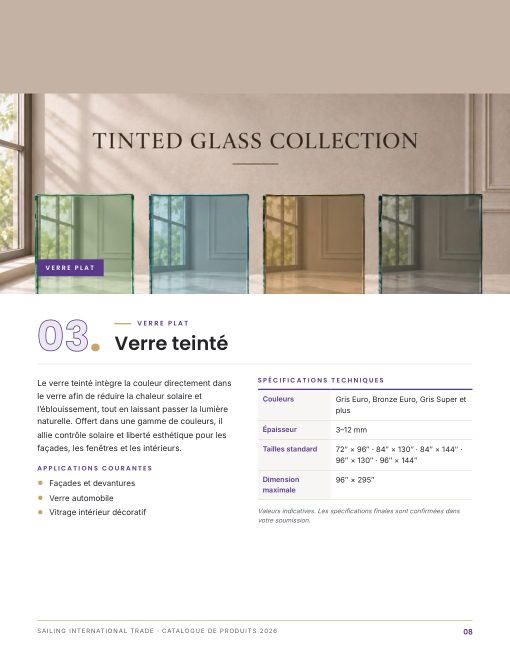 TINTED GLASS COLLECTION
VERRE PLAT
03.
VERRE PLAT
Verre teinté
Le verre teinté intègre la couleur directement dans
le verre afin de réduire la chaleur solaire et
l'éblouissement, tout en laissant passer la lumière
naturelle. Offert dans une gamme de couleurs, il
allie contrôle solaire et liberté esthétique pour les
façades, les fenêtres et les intérieurs.
APPLICATIONS COURANTES
Façades et devantures
Verre automobile
Vitrage intérieur décoratif
SPÉCIFICATIONS TECHNIQUES
Couleurs
Gris Euro, Bronze Euro, Gris Super et
plus
Épaisseur
3–12 mm
Tailles standard
72″ × 96″ · 84″ × 130″ · 84″ × 144″ ·
96″ × 130″ · 96″ × 144″
Dimension
maximale
96″ × 295″
Valeurs indicatives. Les spécifications finales sont confirmées dans
votre soumission.
SAILING INTERNATIONAL TRADE · CATALOGUE DE PRODUITS 2026
08